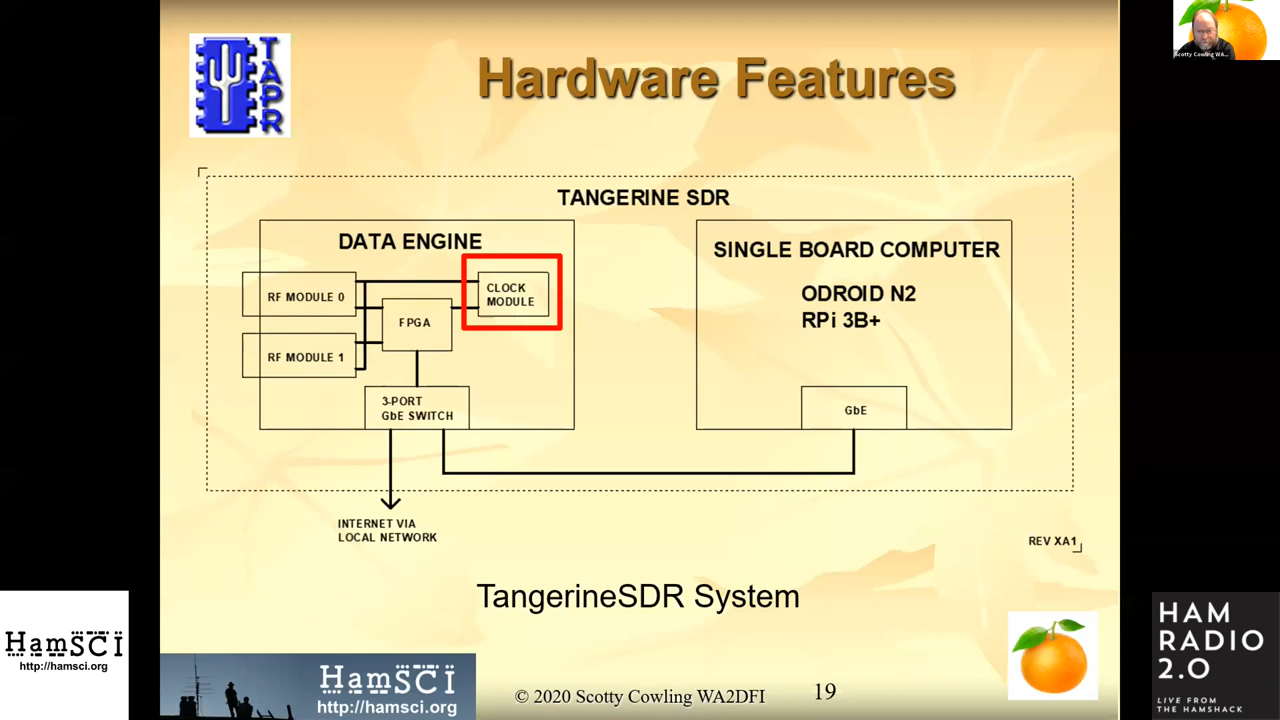 TAPR
Hardware Features
Scotty Cowling WA...
TANGERINE SDR
DATA ENGINE
RF MODULE 0
RF MODULE 1
FPGA
CLOCK
MODULE
3-PORT
GbE SWITCH
SINGLE BOARD COMPUTER
ODROID N2
RPi 3B+
GbE
INTERNET VIA
LOCAL NETWORK
REV XA1
TangerineSDR System
HamSCI
http://hamsci.org
HamSCI
http://hamsci.org
© 2020 Scotty Cowling WA2DFI
19
HAM
RADIO
2.0
LIVE FROM
THE HAMSHACK